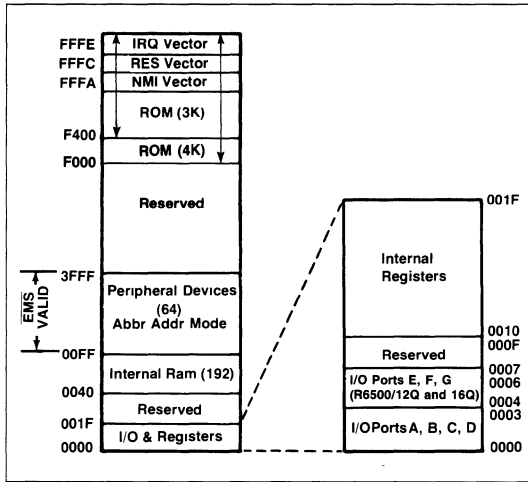 FFFE
IRQ Vector
FFFC
RES Vector
FFFA
NMI Vector
ROM (3K)
F400
ROM (4K)
F000
Reserved
3FFF
EMS
VALID
Peripheral Devices
(64)
Abbr Addr Mode
00FF
Internal Ram (192)
0040
Reserved
001F
I/O & Registers
0000
001F
Internal
Registers
0010
000F
Reserved
0007
I/O Ports E, F, G
(R6500/12Q and 16Q)
0006
0004
0003
I/O Ports A, B, C, D
0000